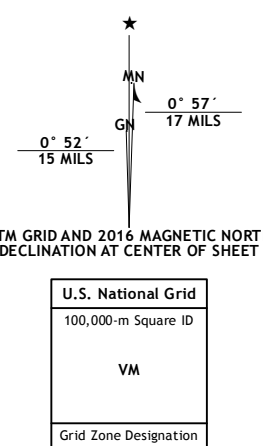 MN
0° 57´
17 MILS
GN
0° 52´
15 MILS
TM GRID AND 2016 MAGNETIC NORT
DECLINATION AT CENTER OF SHEET
U.S. National Grid
100,000-m Square ID
VM
Grid Zone Designation